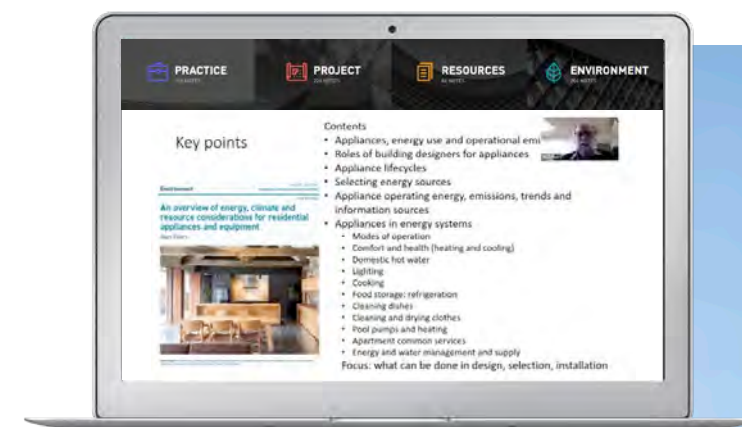 PRACTICE
PROJECT
RESOURCES
ENVIRONMENT
Key points
Environment
An overview of energy, climate and
resource considerations for residential
appliances and equipment
Contents
• Appliances, energy use and operational emi
• Roles of building designers for appliances
• Appliance lifecycles
• Selecting energy sources
• Appliance operating energy, emissions, trends and
information sources
• Appliances in energy systems
• Modes of operation
• Comfort and health (heating and cooling)
• Domestic hot water
• Lighting
• Cooking
• Food storage: refrigeration
• Cleaning dishes
• Cleaning and drying clothes
• Pool pumps and heating
• Apartment common services
• Energy and water management and supply
Focus: what can be done in design, selection, installation